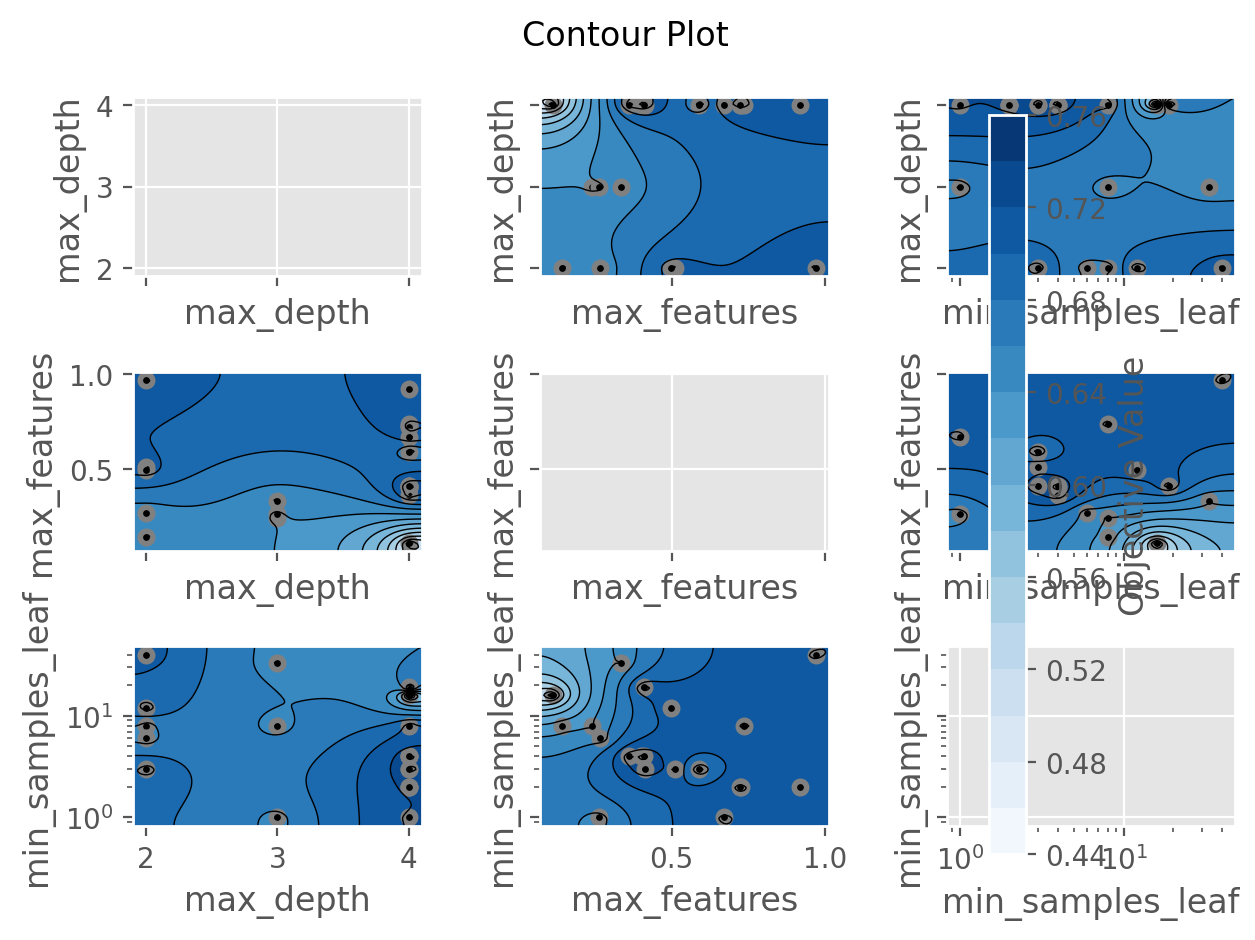 Contour Plot
max_depth
4
3
2
max_depth
max_depth
max_features
max_depth
min_samples_leaf
max_features
1.0
0.5
max_depth
max_features
max_features
max_features
min_samples_leaf
min_samples_leaf
10¹
10⁰
2
3
4
max_depth
min_samples_leaf
0.5
1.0
max_features
min_samples_leaf
10⁰
10¹
min_samples_leaf
0.76
0.72
0.68
0.64
0.60
0.56
0.52
0.48
0.44
Objective Value